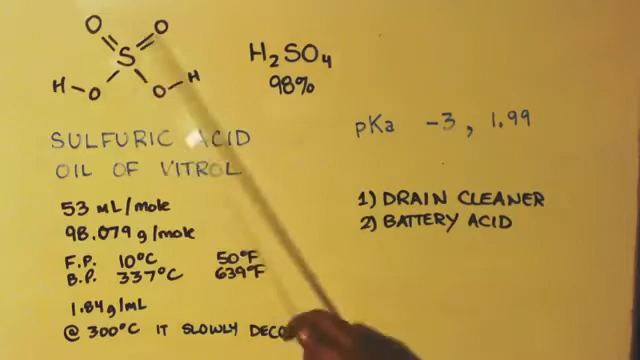 O O
S
H O O H
H2SO4
98%
SULFURIC ACID
OIL OF VITROL
53 mL/mole
98.079 g/mole
F.P. 10°C 50°F
B.P. 337°C 639°F
1.84g/mL
@ 300°C IT SLOWLY
pKa -3, 1.99
1) DRAIN CLEANER
2) BATTERY ACID